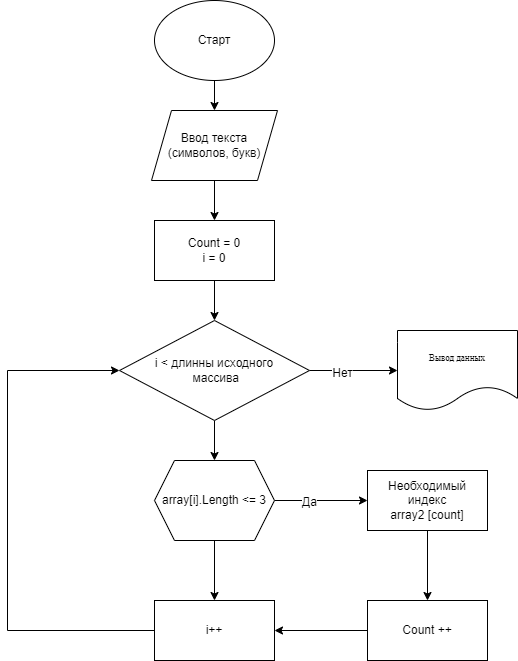 Старт
Ввод текста
(символов, букв)
Count = 0
i = 0
i < длинны исходного
массива
Нет
Вывод данных
array[i].Length <= 3
Да
Необходимый
индекс
array2 [count]
i++
Count ++